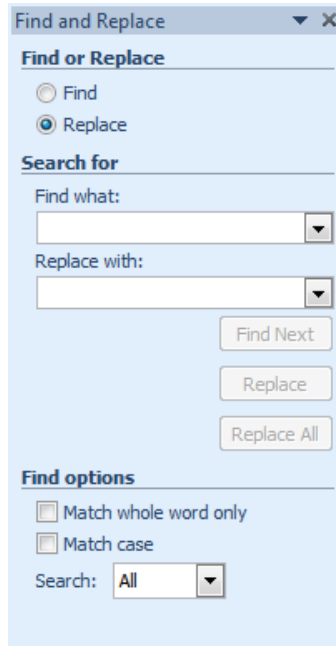 Find and Replace
Find or Replace
Find
Replace
Search for
Find what:
Replace with:
Find Next
Replace
Replace All
Find options
Match whole word only
Match case
Search: All